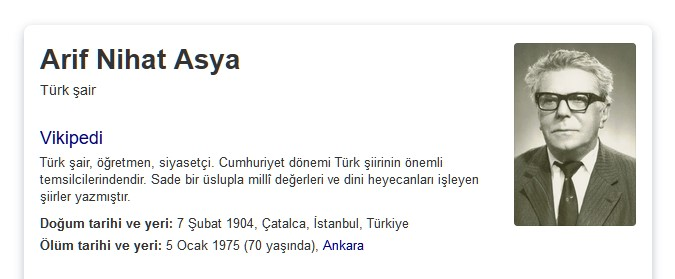 Arif Nihat Asya
Türk şair
Vikipedi
Türk şair, öğretmen, siyasetçi. Cumhuriyet dönemi Türk şiirinin önemli
temsilcilerindendir. Sade bir üslupla millî değerleri ve dini heyecanları işleyen
şiirler yazmıştır.
Doğum tarihi ve yeri: 7 Şubat 1904, Çatalca, İstanbul, Türkiye
Ölüm tarihi ve yeri: 5 Ocak 1975 (70 yaşında), Ankara